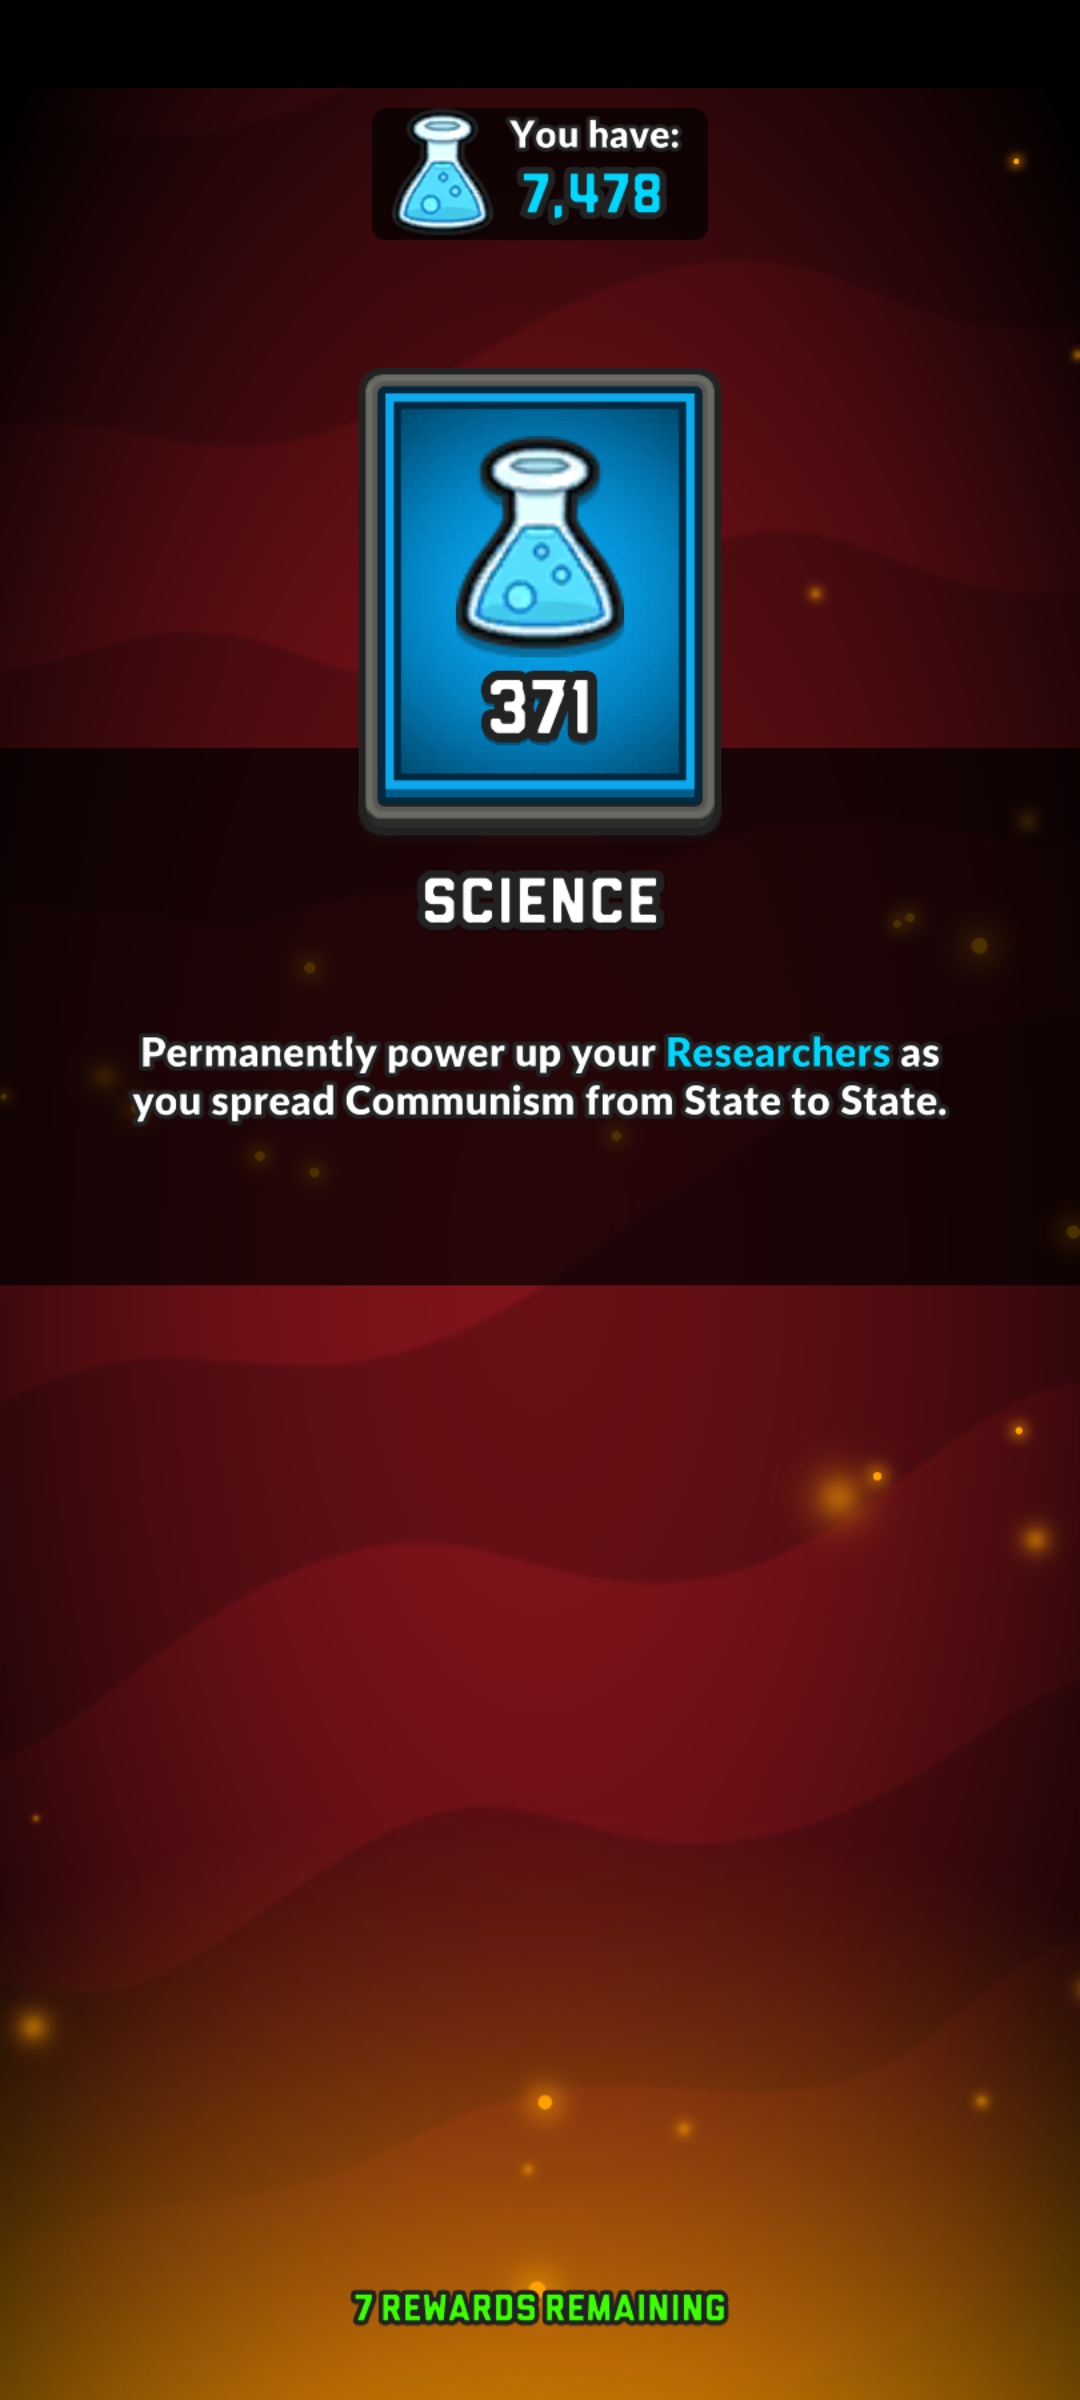 You have:
7,478
371
SCIENCE
Permanently power up your Researchers as
you spread Communism from State to State.
7 REWARDS REMAINING